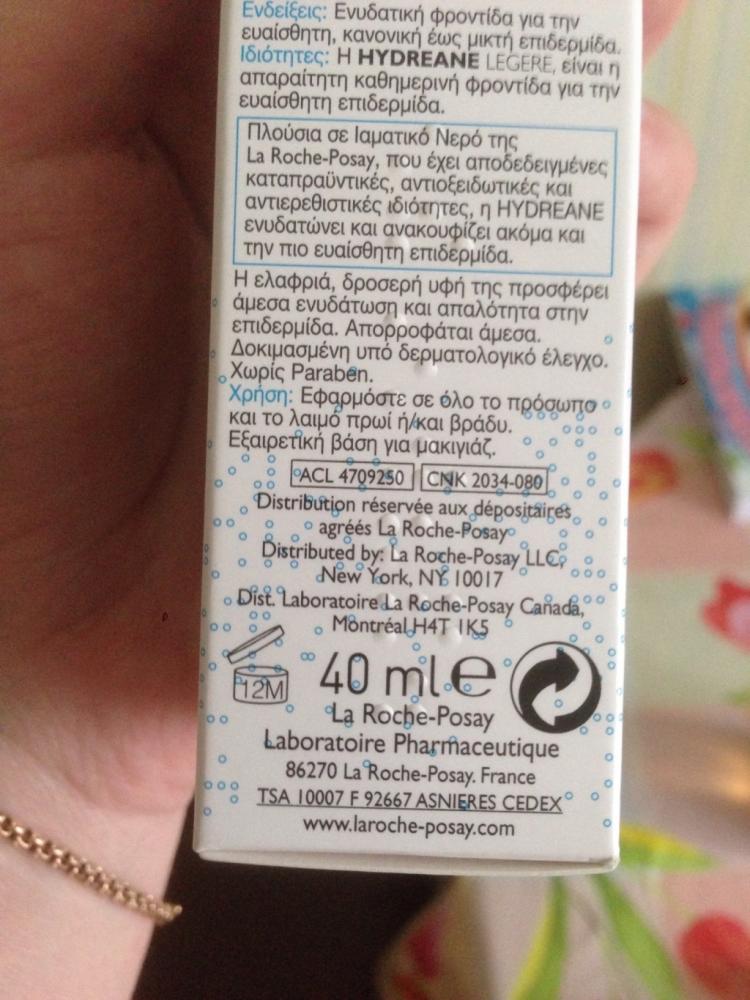 Ενδείξεις: Ενυδατική φροντίδα για την
ευαίσθητη, κανονική έως μικτή επιδερμίδα.
Ιδιότητες: Η HYDREANE LEGERE, είναι η
απαραίτητη καθημερινή φροντίδα για την
ευαίσθητη επιδερμίδα.
Πλούσια σε Ιαματικό Νερό της
La Roche-Posay, που έχει αποδεδειγμένες
καταπραϋντικές, αντιοξειδωτικές και
αντιερεθιστικές ιδιότητες, η HYDREANE
ενυδατώνει και ανακουφίζει ακόμα και
την πιο ευαίσθητη επιδερμίδα.
Η ελαφριά, δροσερή υφή της προσφέρει
άμεσα ενυδάτωση και απαλότητα στην
επιδερμίδα. Απορροφάται άμεσα.
Δοκιμασμένη υπό δερματολογικό έλεγχο.
Χωρίς Paraben.
Χρήση: Εφαρμόστε σε όλο το πρόσωπο
και το λαιμό πρωί ή/και βράδυ.
Εξαιρετική βάση για μακιγιάζ.
ACL 4709250 CNK 2034-080
Distribution réservée aux dépositaires
agréés La Roche-Posay
Distributed by: La Roche-Posay LLC,
New York, NY 10017
Dist. Laboratoire La Roche-Posay Canada,
Montréal H4T 1K5
12M 40 ml e
La Roche-Posay
Laboratoire Pharmaceutique
86270 La Roche-Posay. France
TSA 10007 F 92667 ASNIERES CEDEX
www.laroche-posay.com